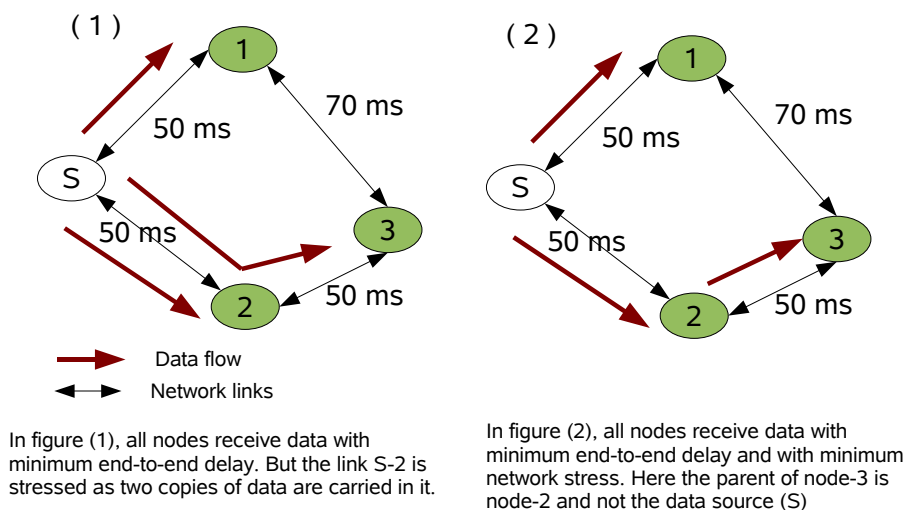 ( 1 )
1
70 ms
50 ms
S
3
50 ms
50 ms
2
Data flow
Network links
In figure (1), all nodes receive data with
minimum end-to-end delay. But the link S-2 is
stressed as two copies of data are carried in it.
( 2 )
1
70 ms
50 ms
S
3
50 ms
50 ms
2
In figure (2), all nodes receive data with
minimum end-to-end delay and with minimum
network stress. Here the parent of node-3 is
node-2 and not the data source (S)